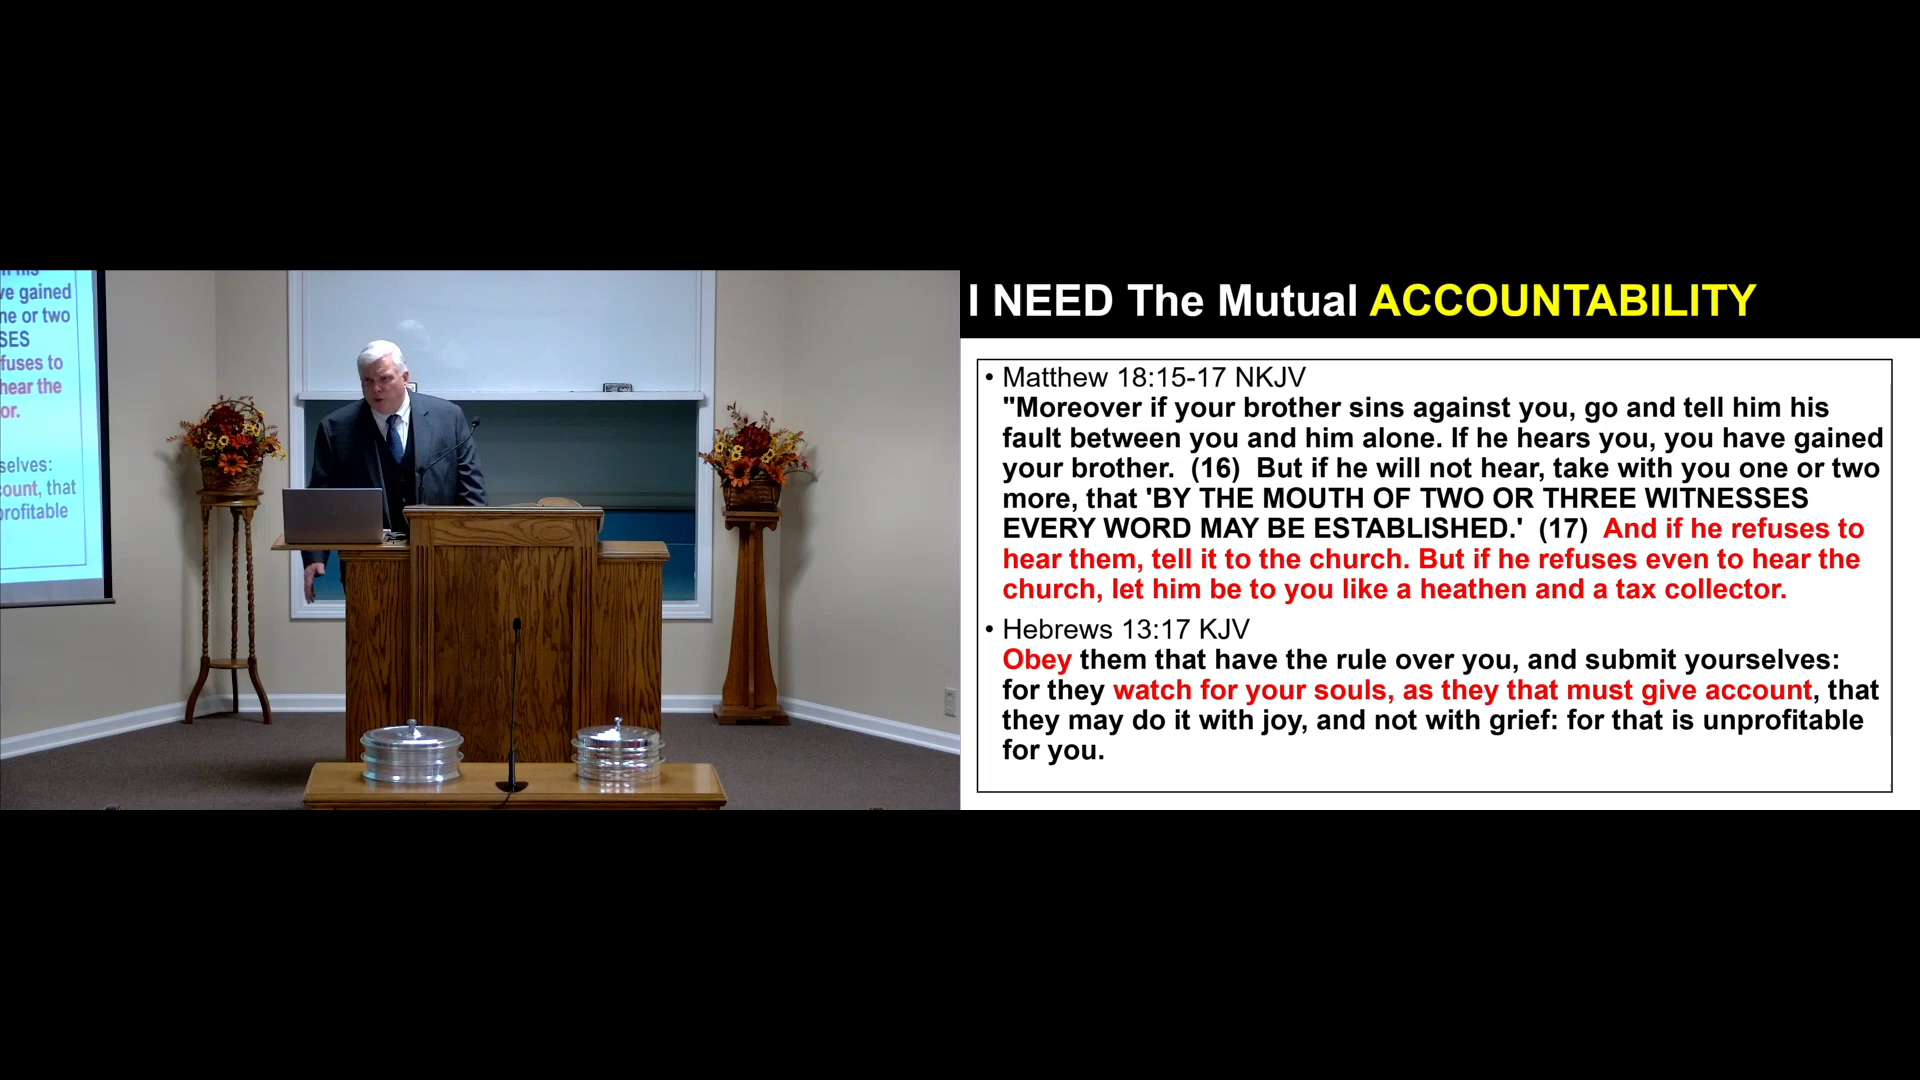 ve gained
ne or two
SES
fuses to
hear the
or.
selves:
count, that
profitable
I NEED The Mutual ACCOUNTABILITY
• Matthew 18:15-17 NKJV
"Moreover if your brother sins against you, go and tell him his
fault between you and him alone. If he hears you, you have gained
your brother. (16) But if he will not hear, take with you one or two
more, that 'BY THE MOUTH OF TWO OR THREE WITNESSES
EVERY WORD MAY BE ESTABLISHED.' (17) And if he refuses to
hear them, tell it to the church. But if he refuses even to hear the
church, let him be to you like a heathen and a tax collector.
• Hebrews 13:17 KJV
Obey them that have the rule over you, and submit yourselves:
for they watch for your souls, as they that must give account, that
they may do it with joy, and not with grief: for that is unprofitable
for you.